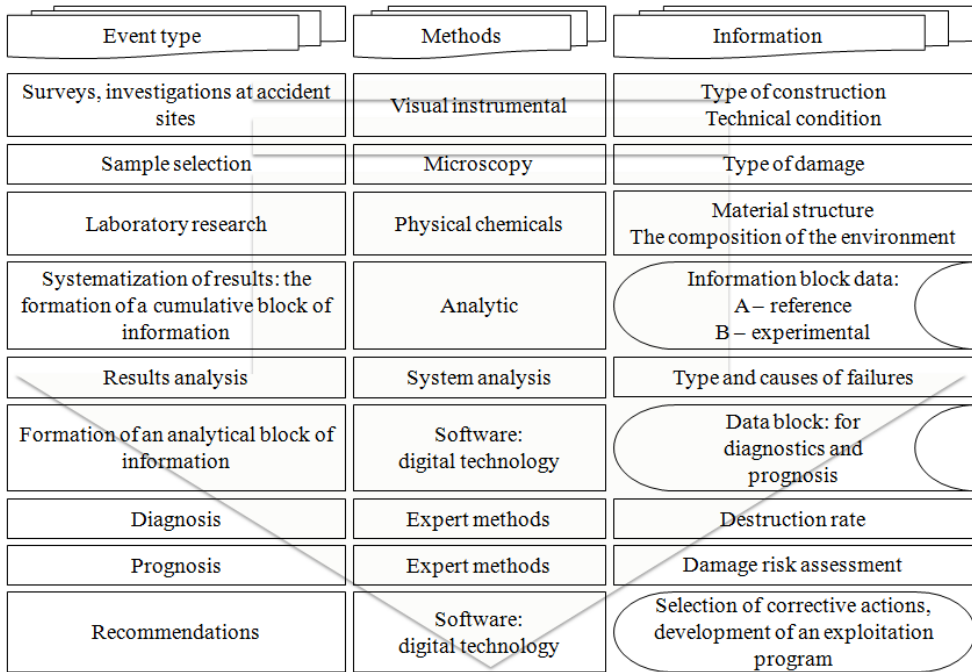 Event type
Methods
Information
Surveys, investigations at accident
sites
Visual instrumental
Type of construction
Technical condition
Sample selection
Microscopy
Type of damage
Laboratory research
Physical chemicals
Material structure
The composition of the environment
Systematization of results: the
formation of a cumulative block of
information
Analytic
Information block data:
A – reference
B – experimental
Results analysis
System analysis
Type and causes of failures
Formation of an analytical block of
information
Software:
digital technology
Data block: for
diagnostics and
prognosis
Diagnosis
Expert methods
Destruction rate
Prognosis
Expert methods
Damage risk assessment
Recommendations
Software:
digital technology
Selection of corrective actions,
development of an exploitation
program